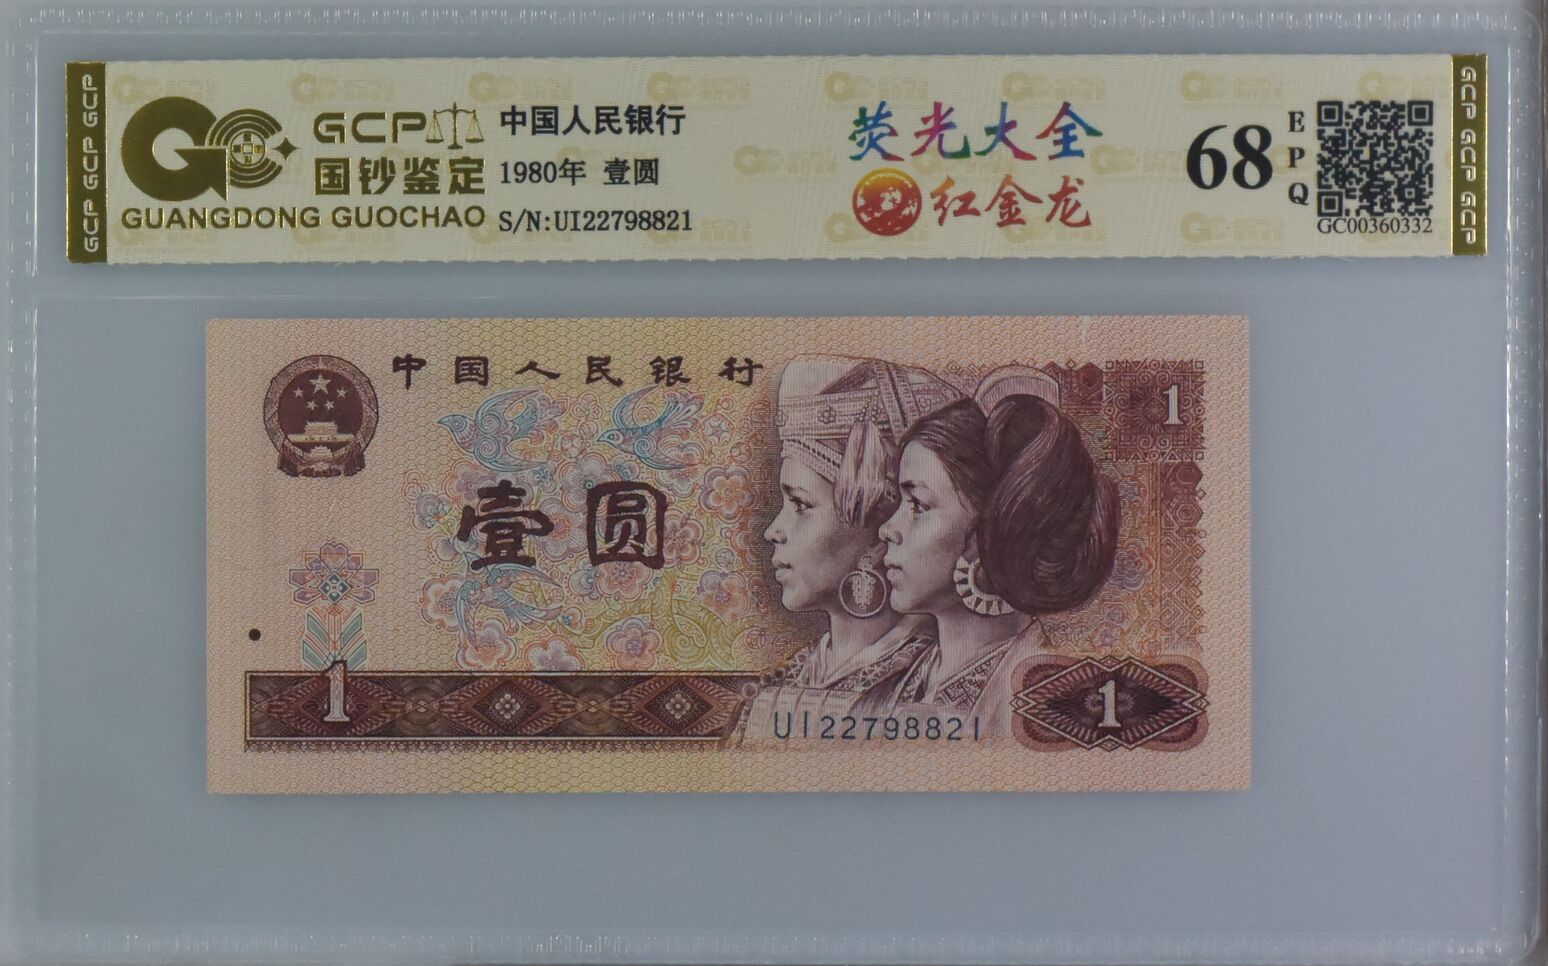 GCP GCP GCP
GCP
国钞鉴定
GUANGDONG GUOCHAO
中国人民银行
1980年 壹圆
S/N:UI22798821
荧光大全
红金龙
68
EPQ
GC00360332
GCP GCP GCP
中国人民银行
1
壹圆
1
UI22798821
1